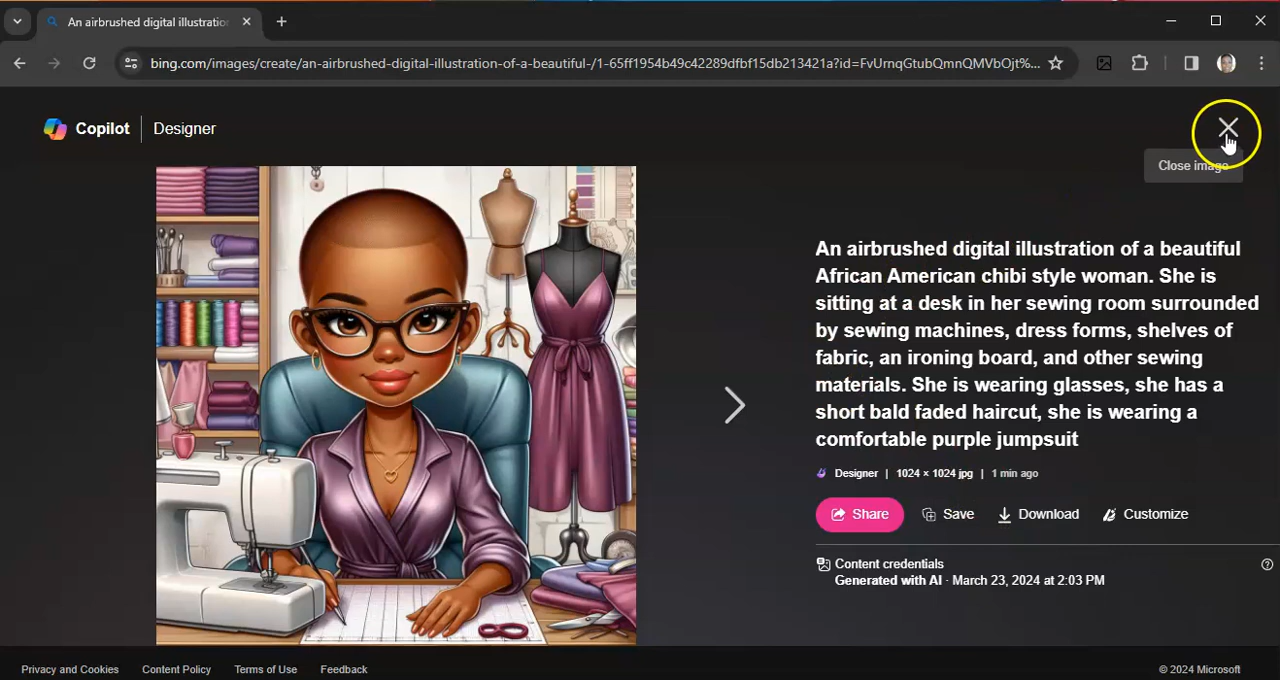 An airbrushed digital illustratio
bing.com/images/create/an-airbrushed-digital-illustration-of-a-beautiful-/1-65ff1954b49c42289dfbf15db213421a?id=FvUrnqGtubQmnQMVbOjt%...
Copilot
Designer
Close image
An airbrushed digital illustration of a beautiful
African American chibi style woman. She is
sitting at a desk in her sewing room surrounded
by sewing machines, dress forms, shelves of
fabric, an ironing board, and other sewing
materials. She is wearing glasses, she has a
short bald faded haircut, she is wearing a
comfortable purple jumpsuit
Designer | 1024 × 1024 jpg | 1 min ago
Share Save Download Customize
Content credentials
Generated with AI · March 23, 2024 at 2:03 PM
Privacy and Cookies Content Policy Terms of Use Feedback © 2024 Microsoft